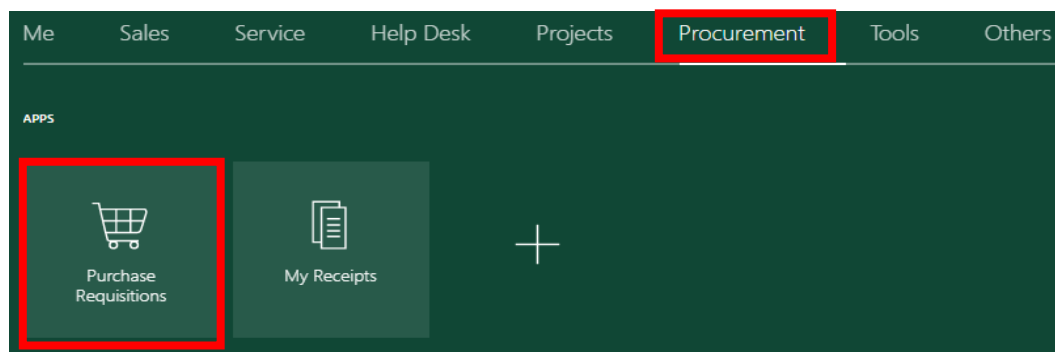 Me Sales Service Help Desk Projects Procurement Tools Others
APPS
Purchase
Requisitions
My Receipts